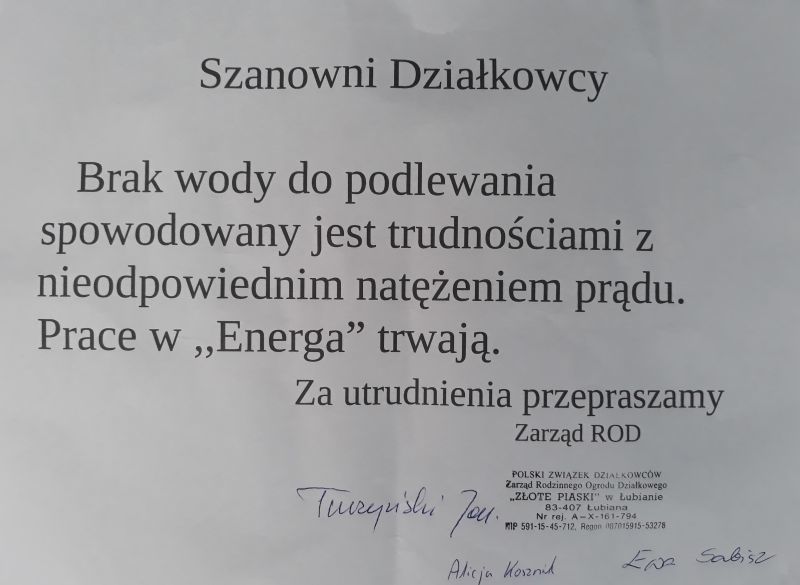 Szanowni Działkowcy
Brak wody do podlewania
spowodowany jest trudnościami z
nieodpowiednim natężeniem prądu.
Prace w ,,Energa” trwają.
Za utrudnienia przepraszamy
Zarząd ROD
POLSKI ZWIĄZEK DZIAŁKOWCÓW
Zarząd Rodzinnego Ogrodu Działkowego
„ZŁOTE PIASKI" w Łubianie
83-407 Łubiana
Nr rej. A-X-161-794
NIP 591-15-45-712, Regon 007015915-53278
Alicja
Ewa